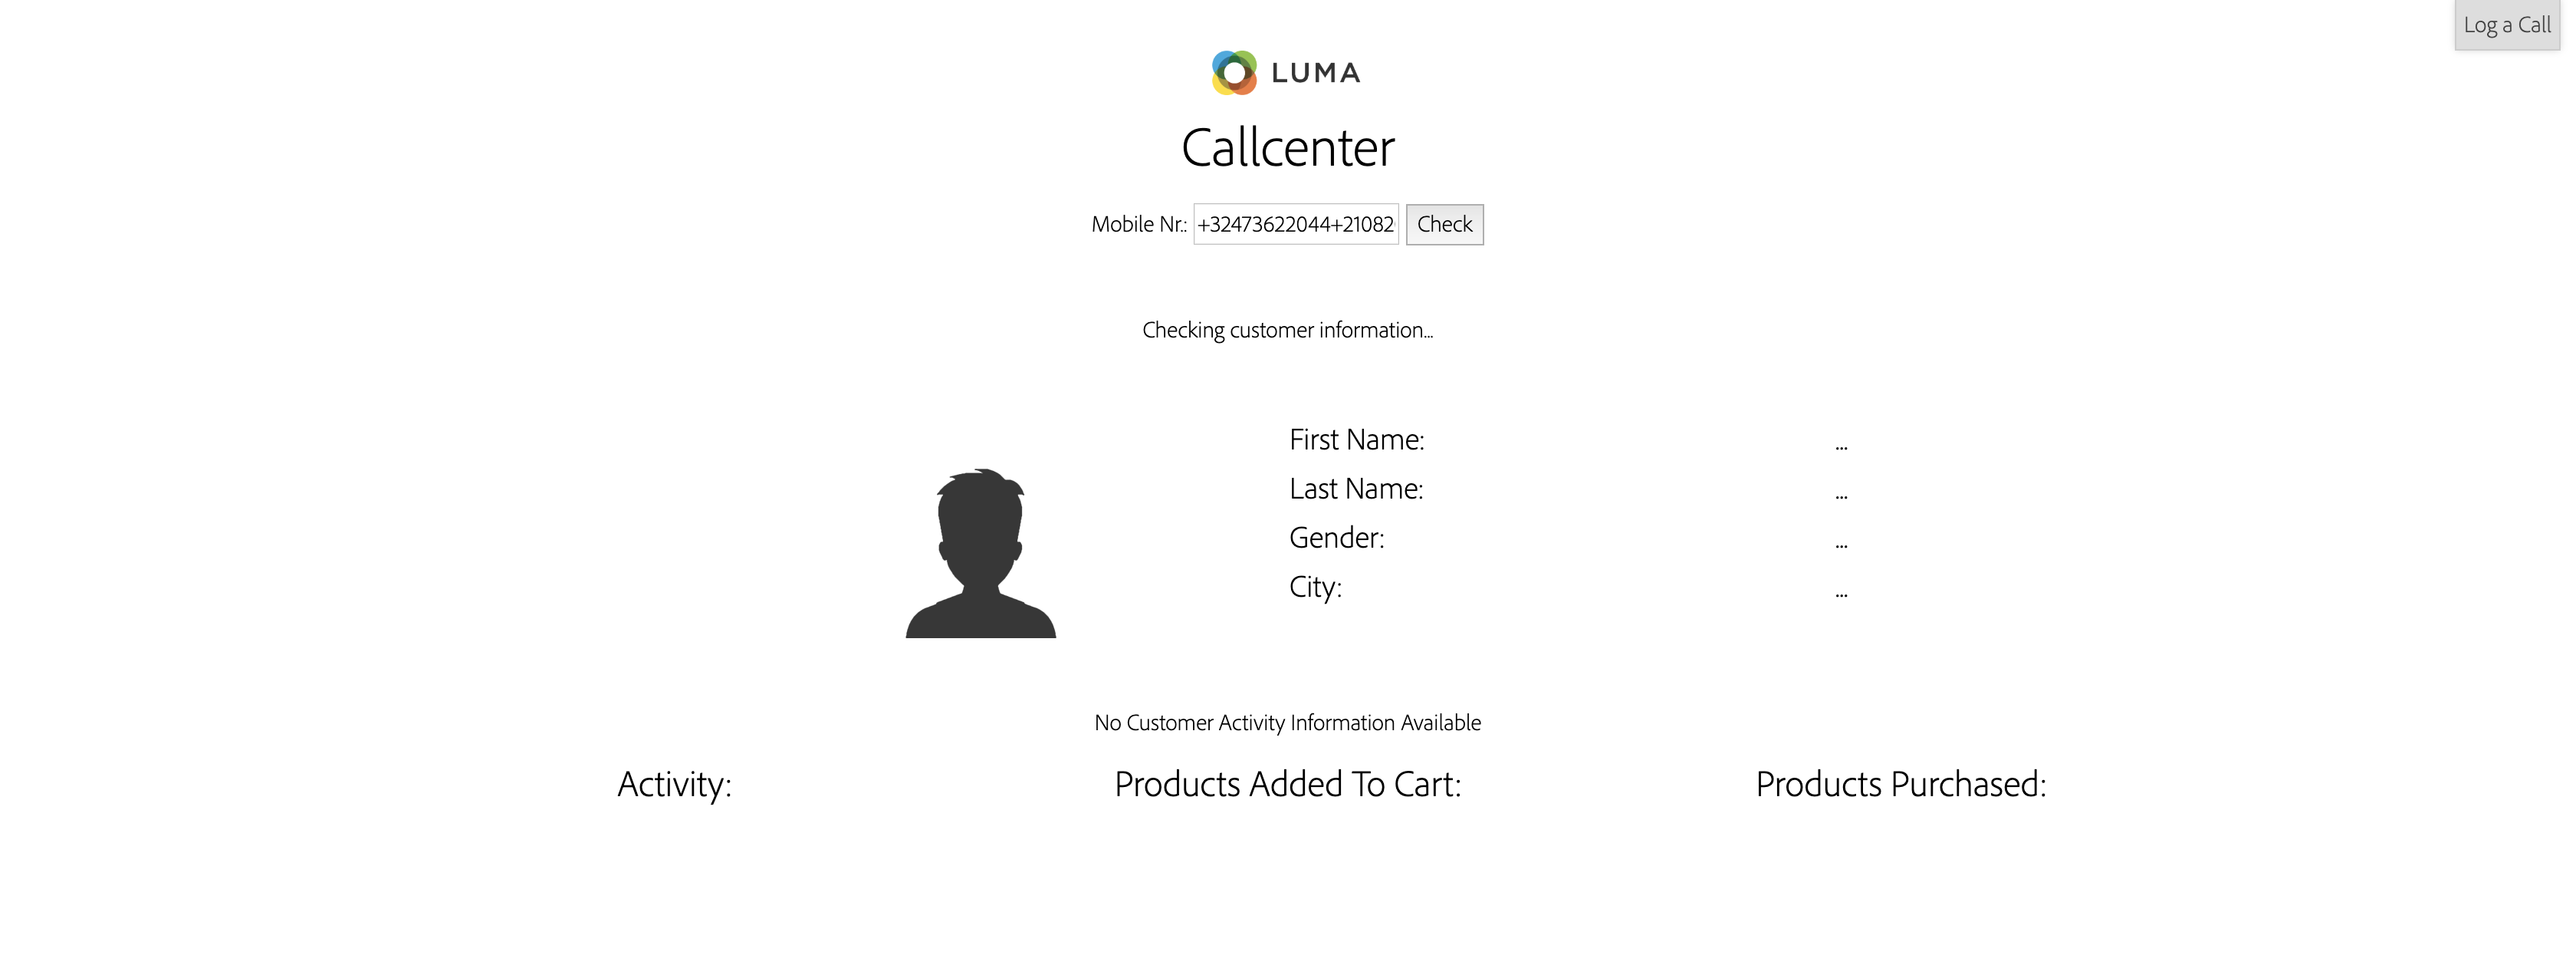 Log a Call
LUMA
Callcenter
Mobile Nr.: +32473622044+21082 Check
Checking customer information...
First Name: ...
Last Name: ...
Gender: ...
City: ...
No Customer Activity Information Available
Activity: Products Added To Cart: Products Purchased: